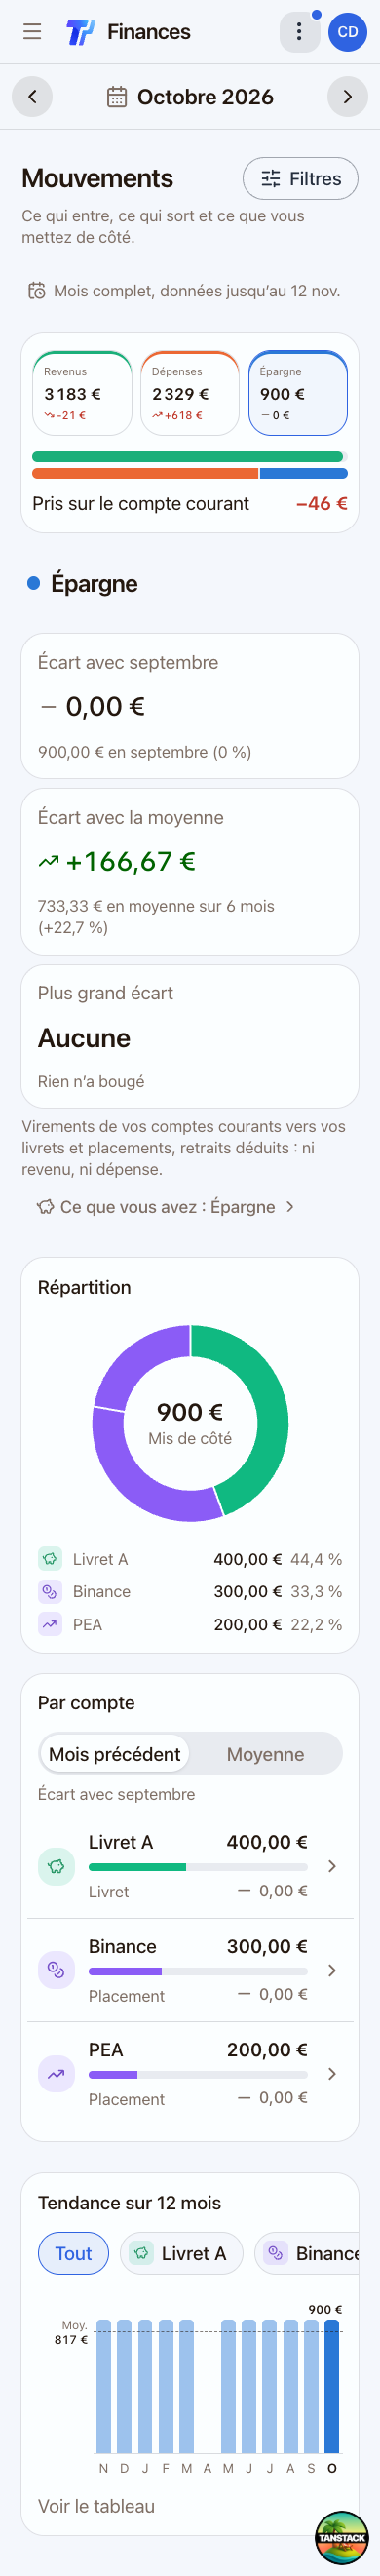 Finances
CD
Octobre 2026
Mouvements
Filtres
Ce qui entre, ce qui sort et ce que vous
mettez de côté.
Mois complet, données jusqu’au 12 nov.
Revenus
3 183 €
-21 €
Dépenses
2 329 €
+618 €
Épargne
900 €
0 €
Pris sur le compte courant −46 €
Épargne
Écart avec septembre
0,00 €
900,00 € en septembre (0 %)
Écart avec la moyenne
+166,67 €
733,33 € en moyenne sur 6 mois
(+22,7 %)
Plus grand écart
Aucune
Rien n’a bougé
Virements de vos comptes courants vers vos
livrets et placements, retraits déduits : ni
revenu, ni dépense.
Ce que vous avez : Épargne
Répartition
900 €
Mis de côté
Livret A 400,00 € 44,4 %
Binance 300,00 € 33,3 %
PEA 200,00 € 22,2 %
Par compte
Mois précédent Moyenne
Écart avec septembre
Livret A 400,00 €
Livret 0,00 €
Binance 300,00 €
Placement 0,00 €
PEA 200,00 €
Placement 0,00 €
Tendance sur 12 mois
Tout Livret A Binance
900 €
Moy.
817 €
N D J F M A M J J A S O
Voir le tableau
TANSTACK